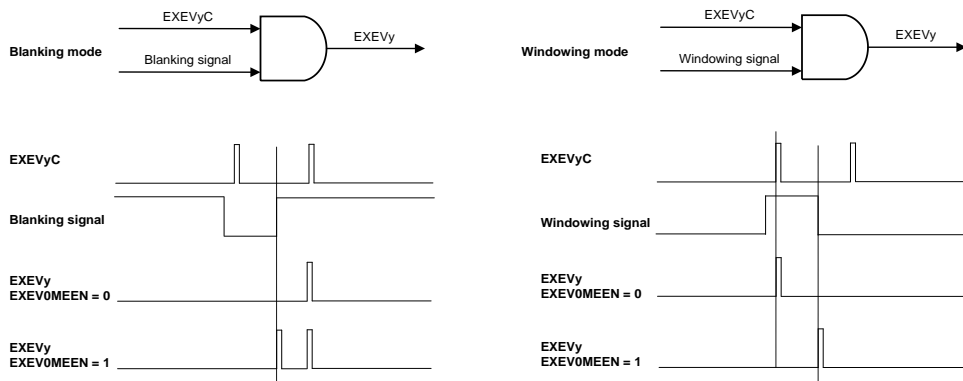 EXEVyC
Blanking mode
EXEVy
Blanking signal
EXEVyC
Blanking signal
EXEVy
EXEV0MEEN = 0
EXEVy
EXEV0MEEN = 1
EXEVyC
Windowing mode
EXEVy
Windowing signal
EXEVyC
Windowing signal
EXEVy
EXEV0MEEN = 0
EXEVy
EXEV0MEEN = 1